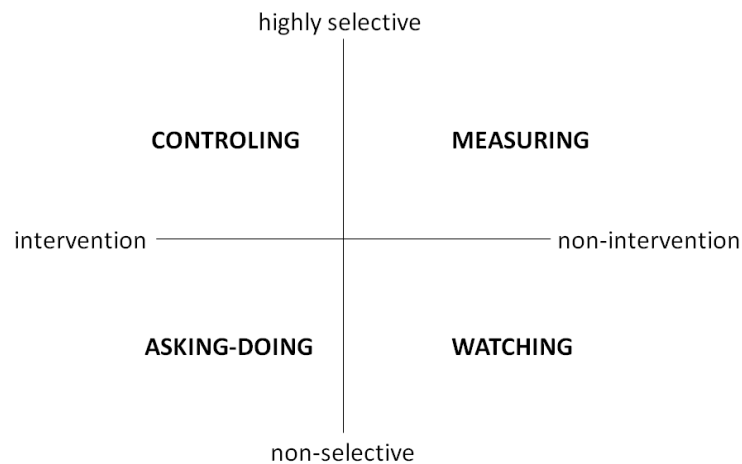 highly selective
CONTROLING MEASURING
intervention non-intervention
ASKING-DOING WATCHING
non-selective